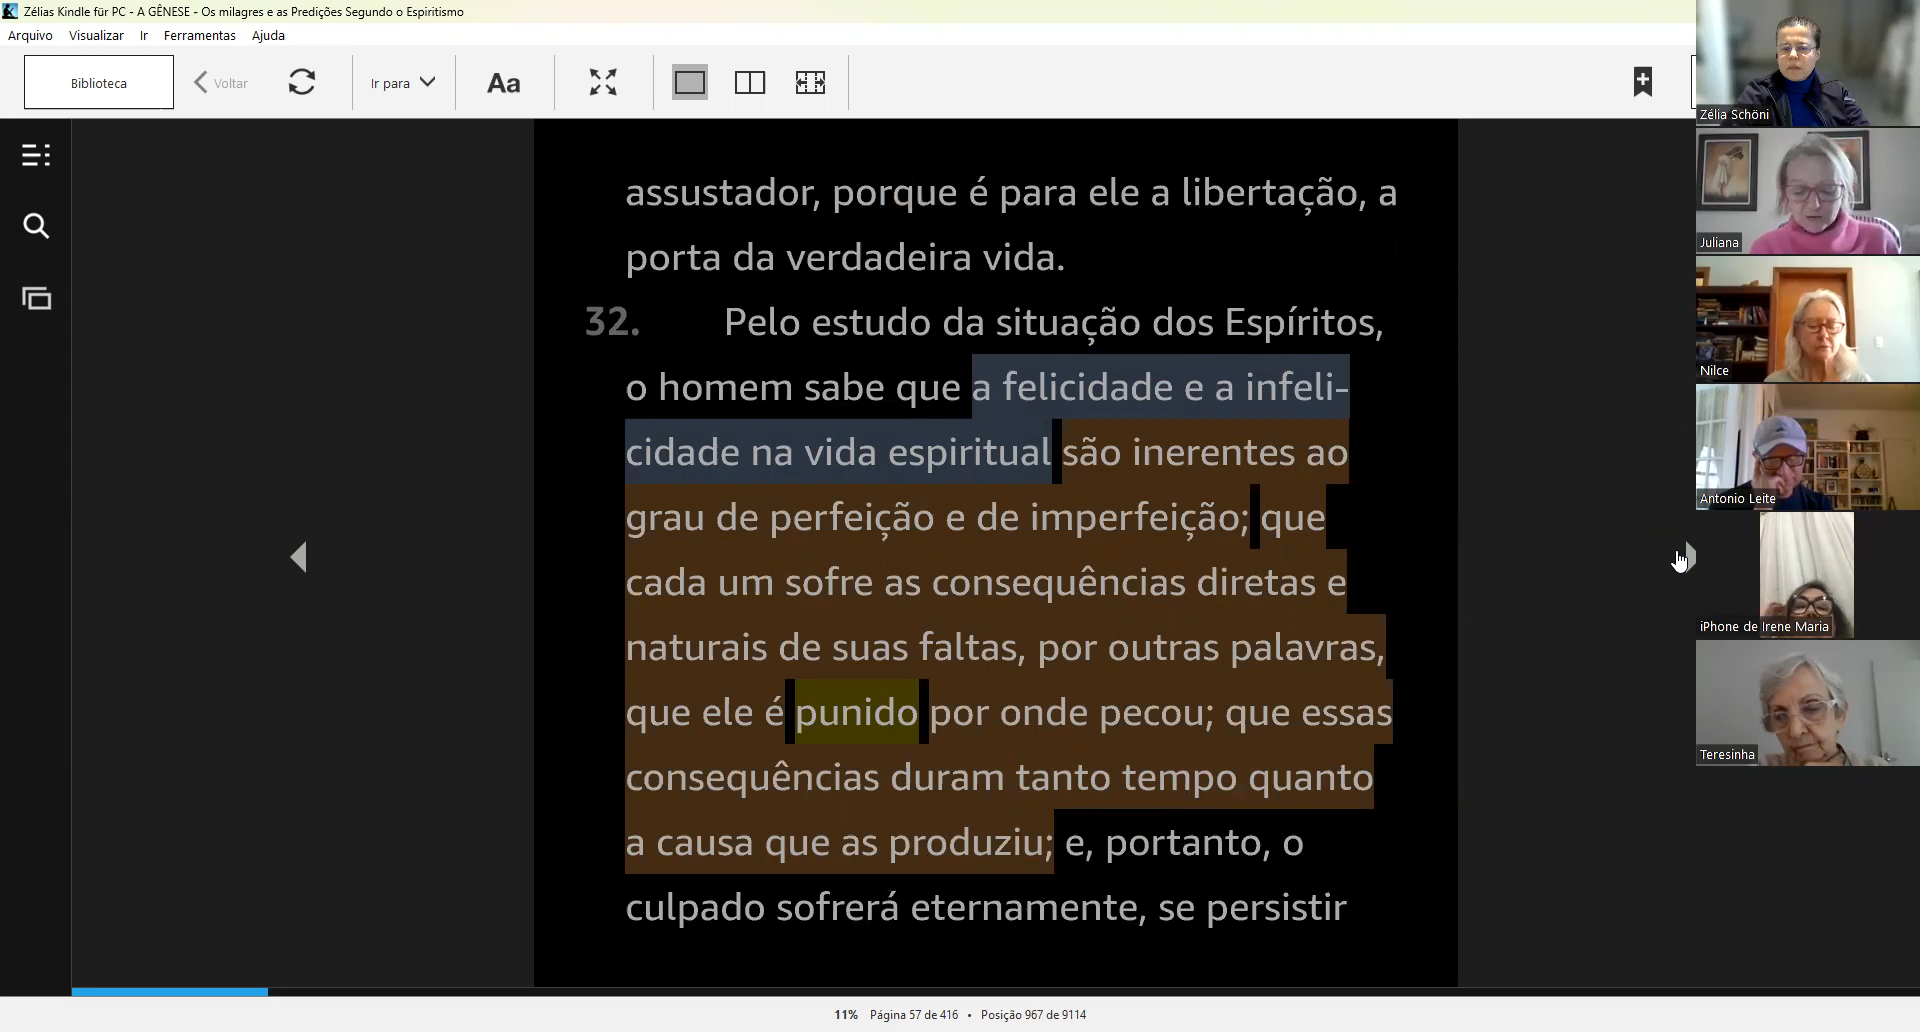 Zélias Kindle für PC - A GÊNESE - Os milagres e as Predições Segundo o Espiritismo
Arquivo Visualizar Ir Ferramentas Ajuda
Biblioteca Voltar Ir para Aa
assustador, porque é para ele a libertação, a
porta da verdadeira vida.
32. Pelo estudo da situação dos Espíritos,
o homem sabe que a felicidade e a infeli-
cidade na vida espiritual são inerentes ao
grau de perfeição e de imperfeição; que
cada um sofre as consequências diretas e
naturais de suas faltas, por outras palavras,
que ele é punido por onde pecou; que essas
consequências duram tanto tempo quanto
a causa que as produziu; e, portanto, o
culpado sofrerá eternamente, se persistir
11% Página 57 de 416 • Posição 967 de 9114
Zélia Schöni
Juliana
Nilce
Antonio Leite
iPhone de Irene Maria
Teresinha